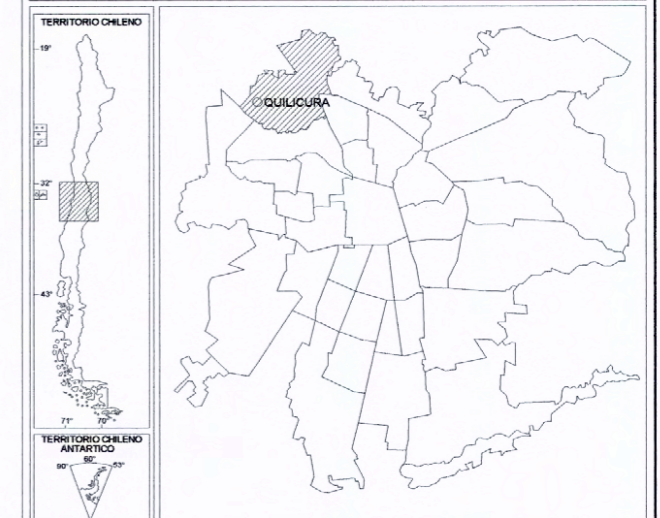 TERRITORIO CHILENO
19°
QUILICURA
32°
43°
71° 70°
TERRITORIO CHILENO
ANTARTICO
90° 60° 53°